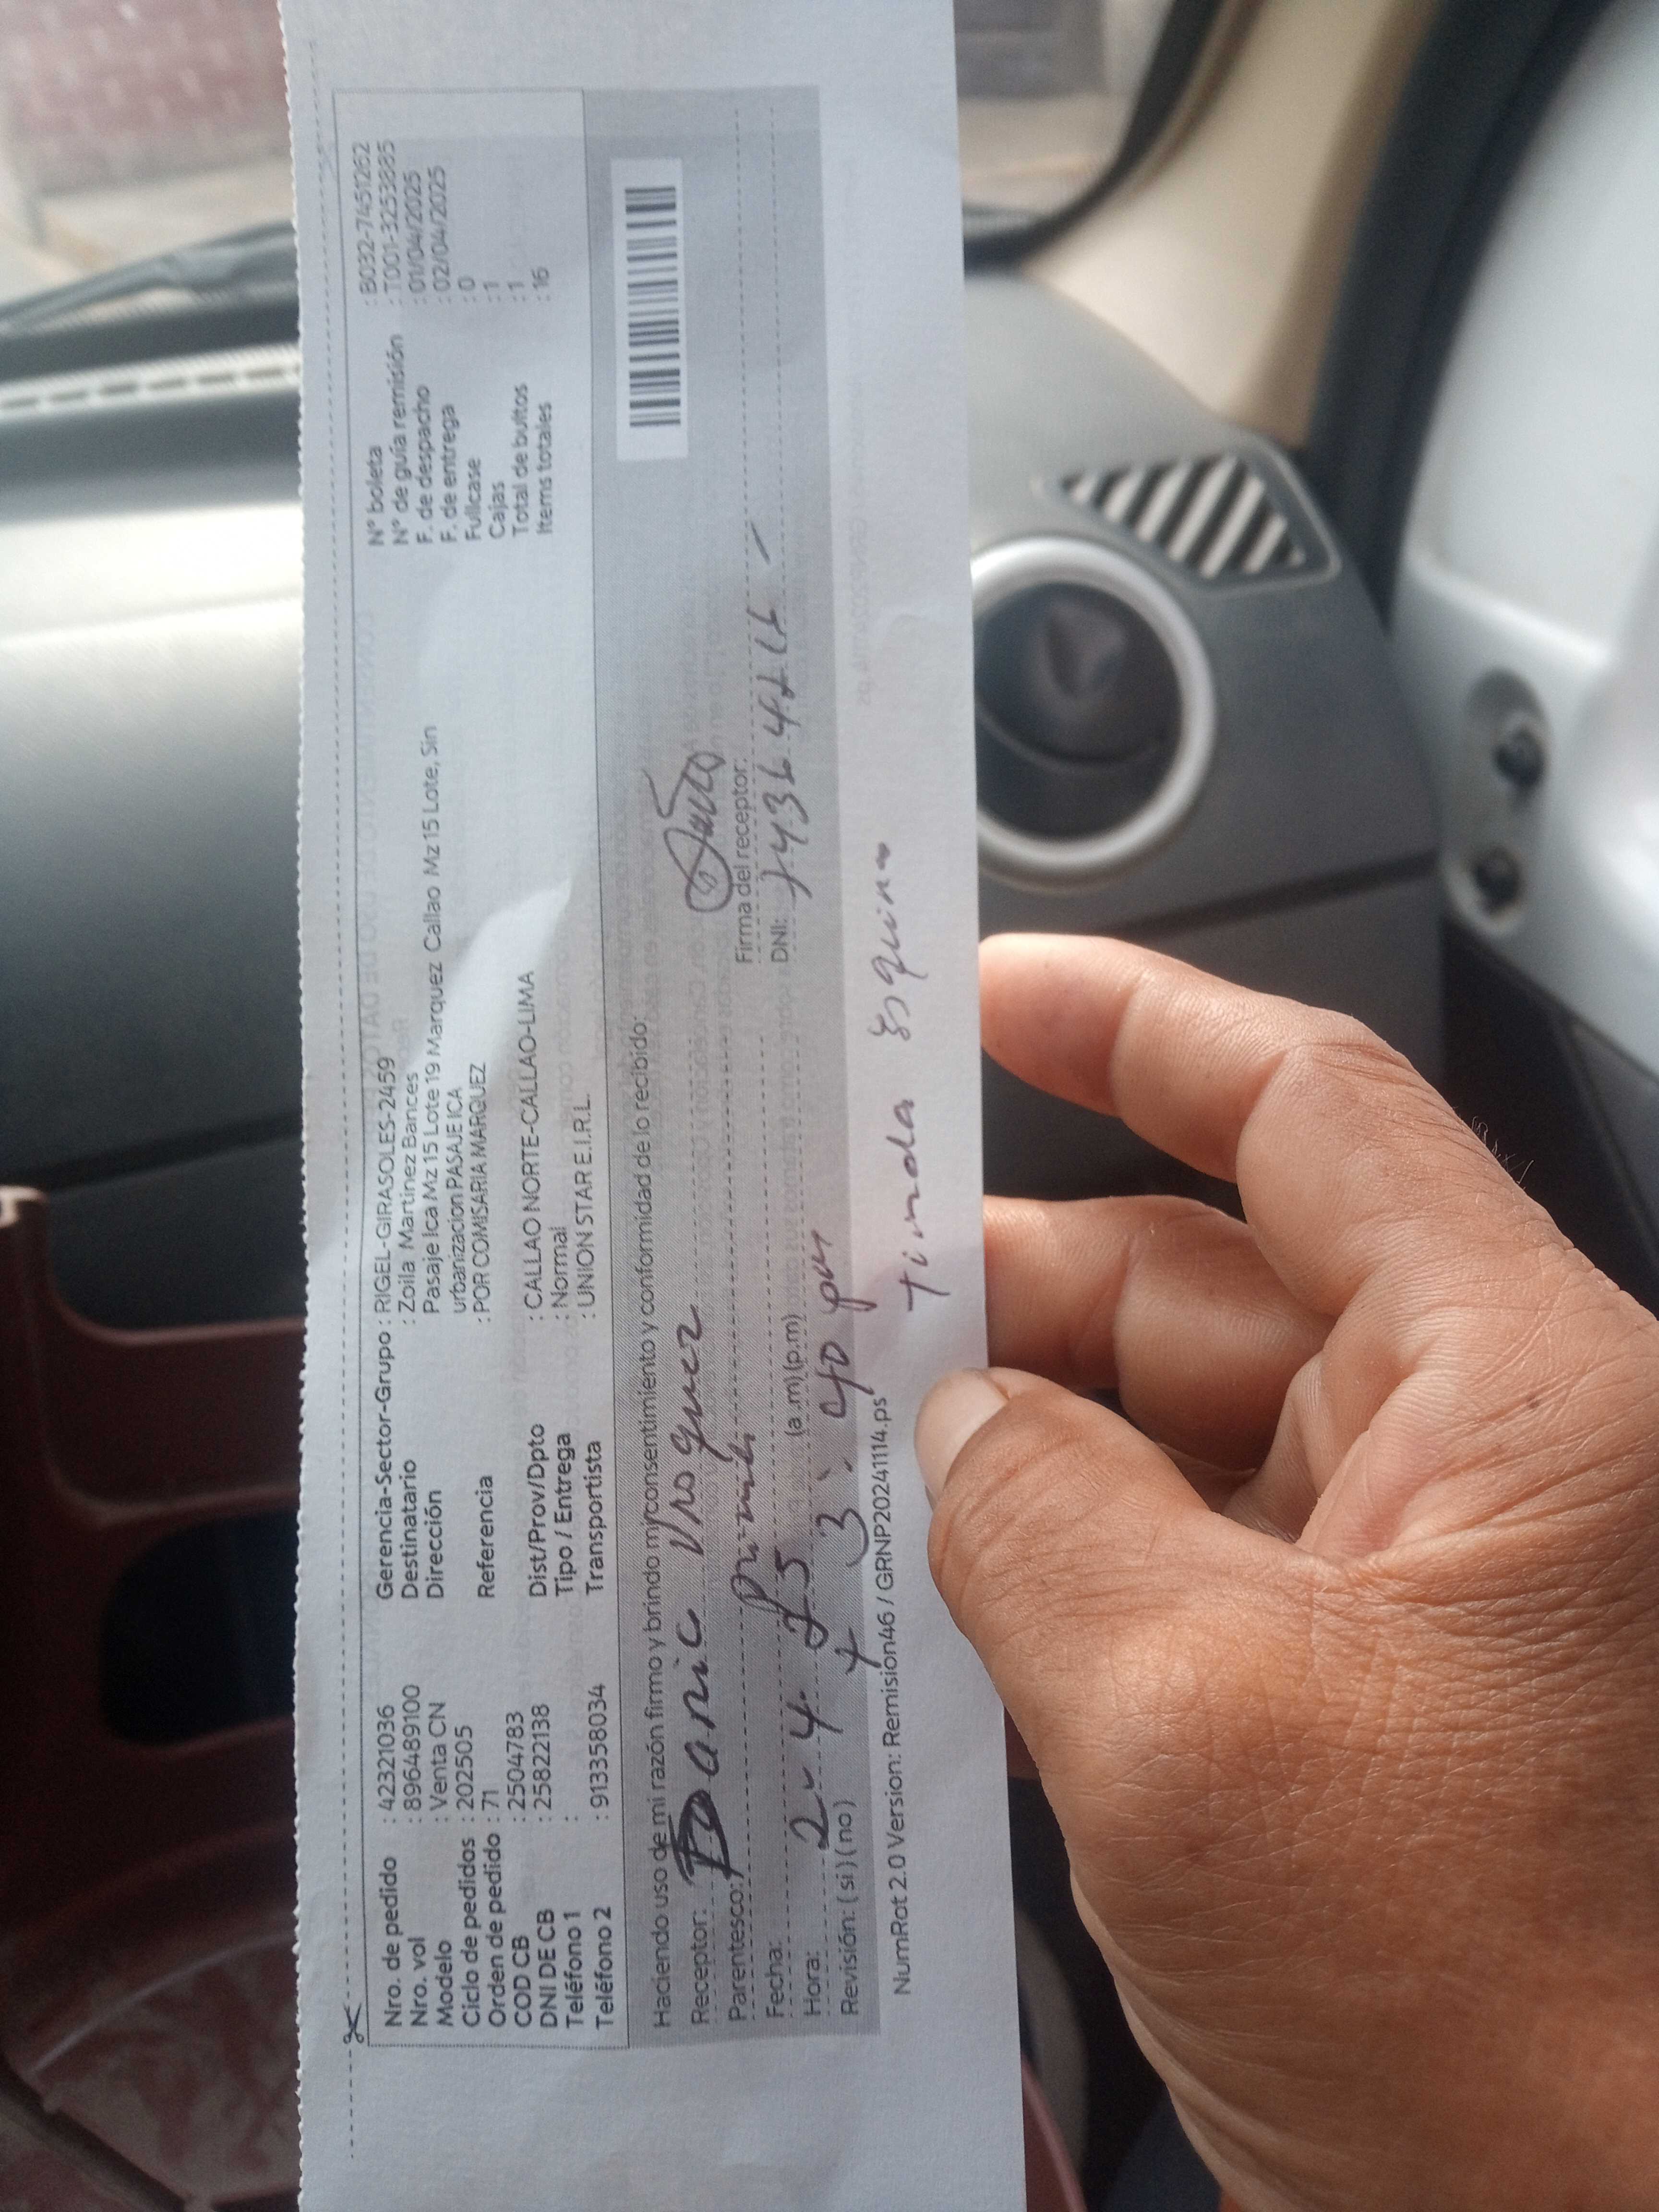 Nro. de pedido : 42321036
Nro. vol : 896489100
Modelo : Venta CN
Ciclo de pedidos : 202505
Orden de pedido : 71
COD CB : 2504783
DNI DE CB : 25822138
Teléfono 1 :
Teléfono 2 : 913358034
Gerencia-Sector-Grupo : RIGEL-GIRASOLES-2459
Destinatario : Zoila Martinez Bances
Dirección Pasaje Ica Mz 15 Lote 19 Marquez Callao Mz 15 Lote, Sin
urbanizacion PASAJE ICA
Referencia : POR COMISARIA MARQUEZ
Dist/Prov/Dpto : CALLAO NORTE-CALLAO-LIMA
Tipo / Entrega : Normal
Transportista : UNION STAR E.I.R.L.
N° boleta : B032-7451262
N° de guía remisión : T001-3253885
F. de despacho : 01/04/2025
F. de entrega : 02/04/2025
Fullcase : 0
Cajas : 1
Total de bultos : 1
Items totales : 16
Haciendo uso de mi razón firmo y brindo mi consentimiento y conformidad de lo recibido:
Receptor:
Parentesco:
Firma del receptor:
Fecha: 2-4-25
DNI:
Hora: 3:40 pm (a.m)(p.m)
Revisión: (si)(no)
Tienda Esquina
NumRot 2.0 Version: Remision46 / GRNP20241114.ps